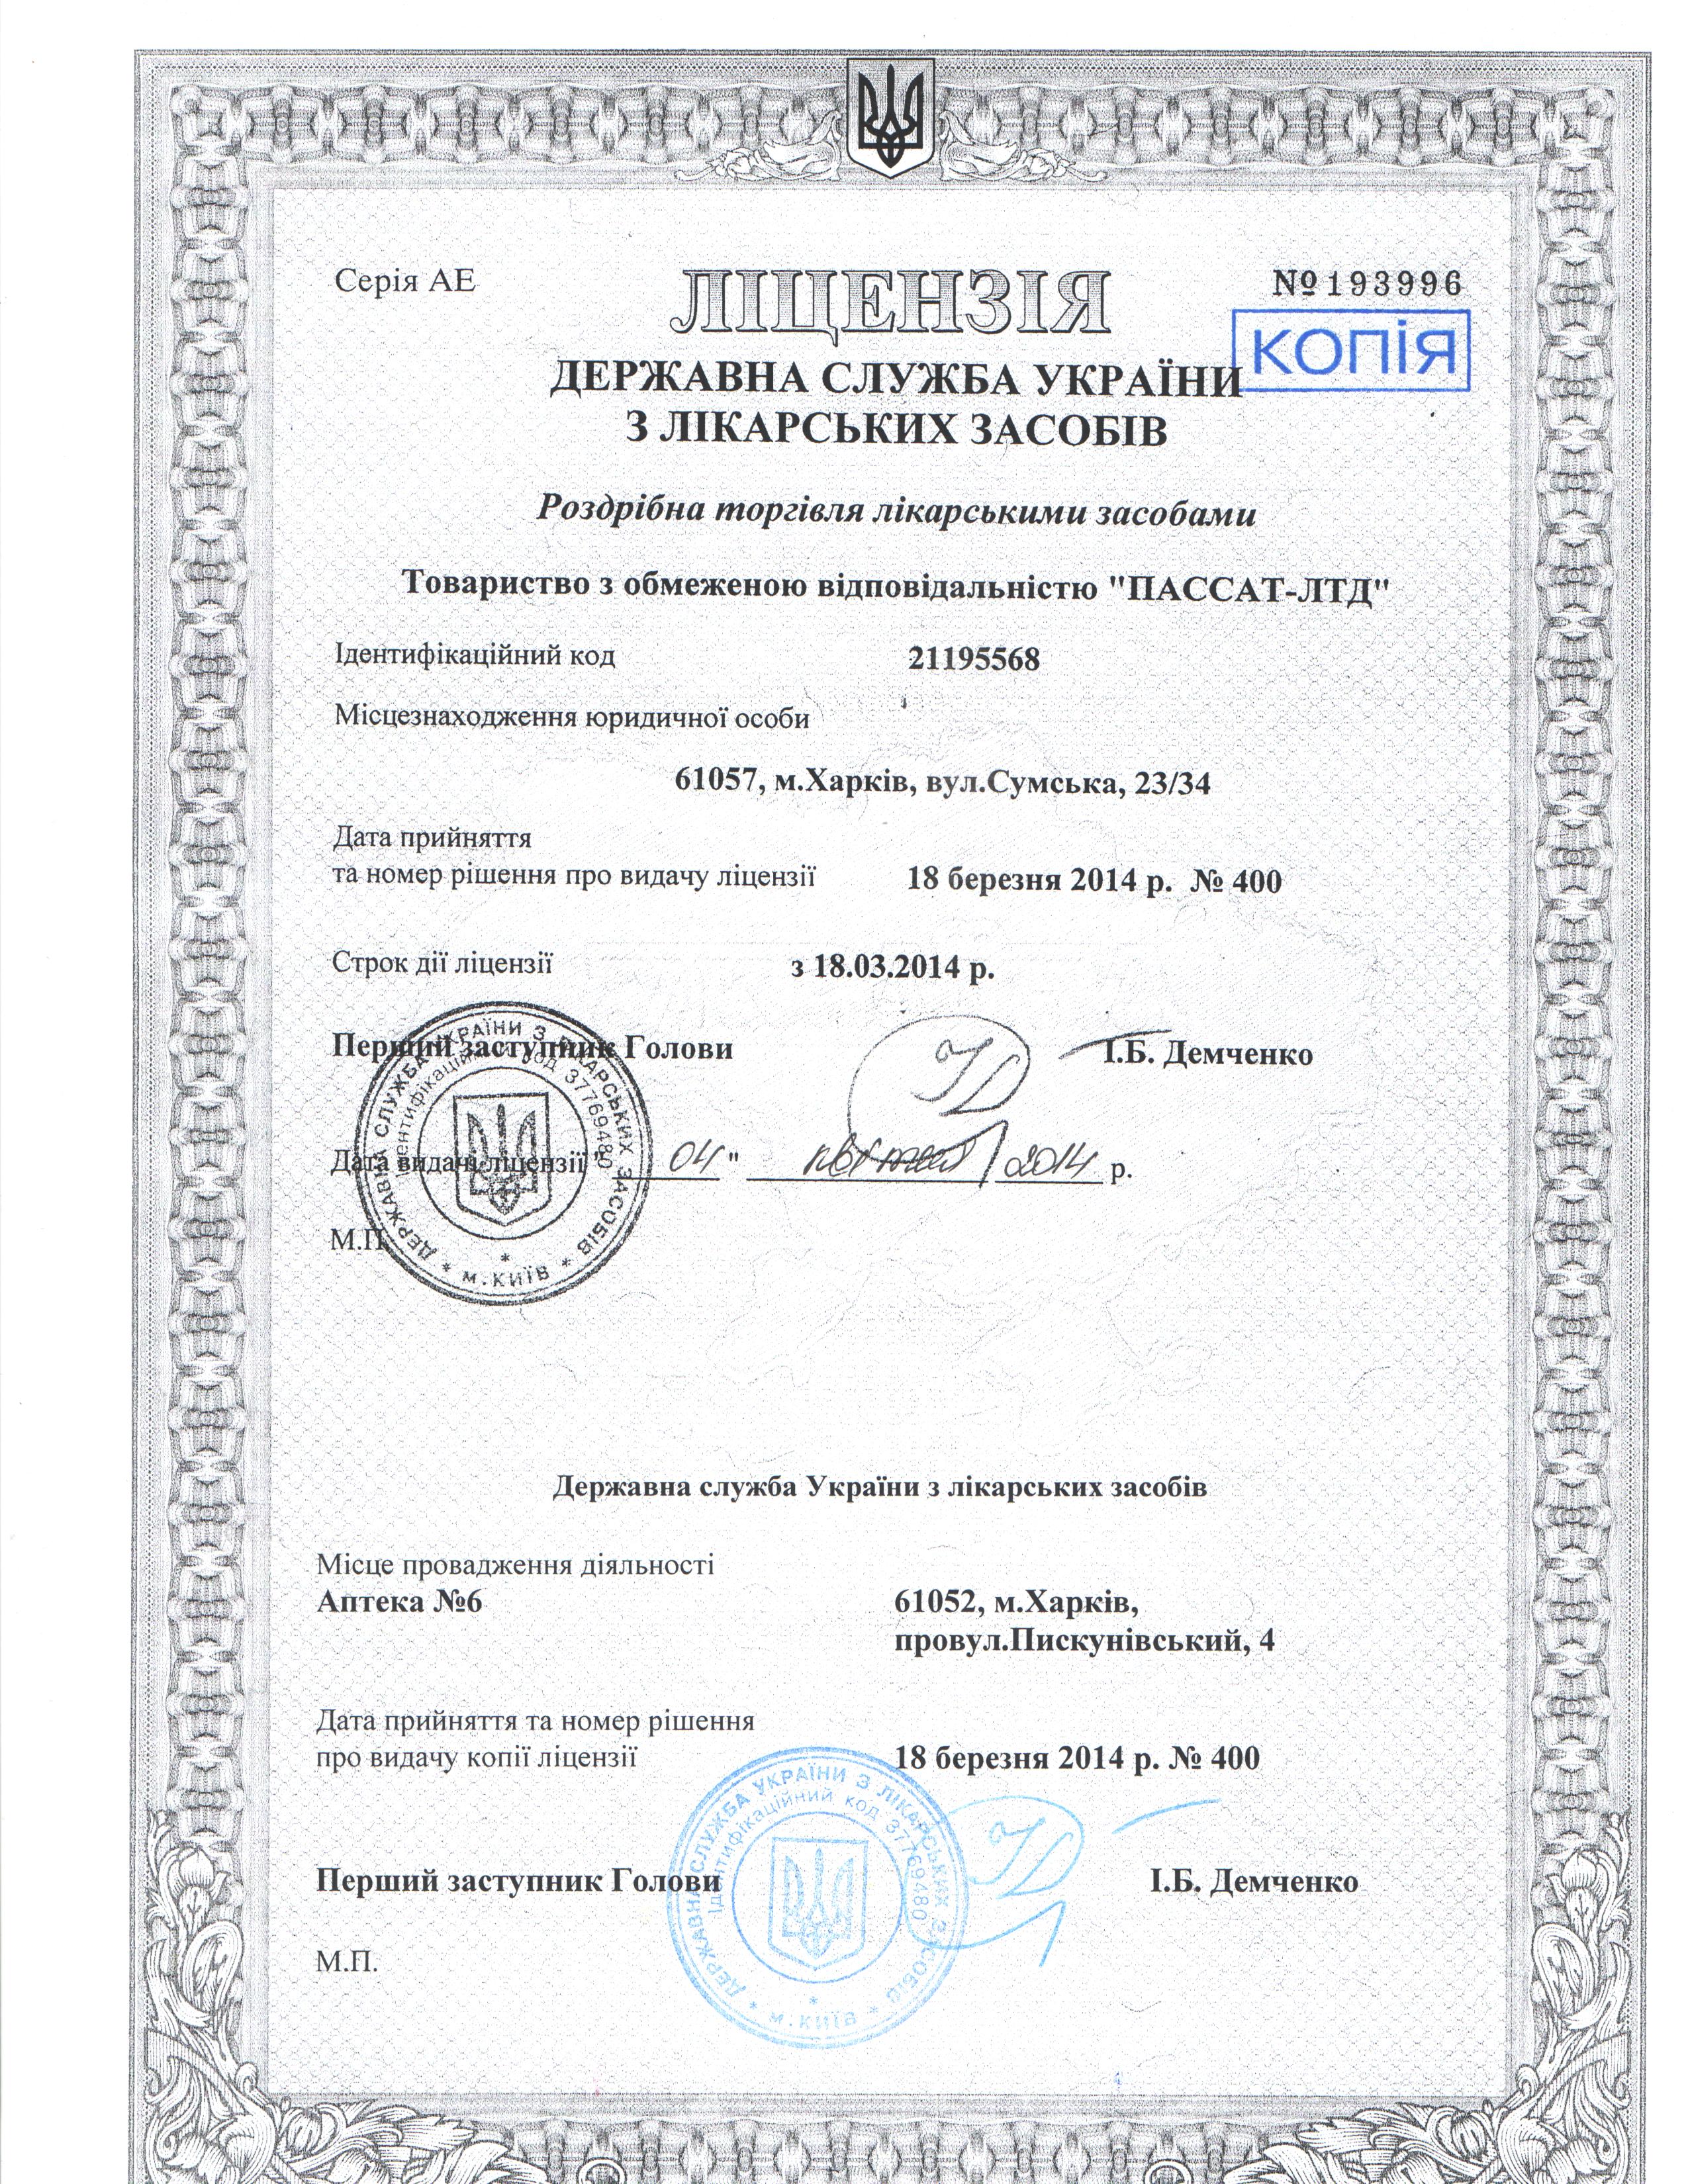 Серія АЕ
ЛІЦЕНЗІЯ
№193996
КОПІЯ
ДЕРЖАВНА СЛУЖБА УКРАЇНИ
З ЛІКАРСЬКИХ ЗАСОБІВ
Роздрібна торгівля лікарськими засобами
Товариство з обмеженою відповідальністю "ПАССАТ-ЛТД"
Ідентифікаційний код 21195568
Місцезнаходження юридичної особи
61057, м.Харків, вул.Сумська, 23/34
Дата прийняття
та номер рішення про видачу ліцензії 18 березня 2014 р. № 400
Строк дії ліцензії з 18.03.2014 р.
Перший заступник Голови І.Б. Демченко
Дата видачі ліцензії " 04 " квітня 2014 р.
М.П.
ДЕРЖАВНА СЛУЖБА УКРАЇНИ З ЛІКАРСЬКИХ ЗАСОБІВ * м.КИЇВ *
Ідентифікаційний код 37769480
Державна служба України з лікарських засобів
Місце провадження діяльності
Аптека №6 61052, м.Харків,
провул.Пискунівський, 4
Дата прийняття та номер рішення
про видачу копії ліцензії 18 березня 2014 р. № 400
Перший заступник Голови І.Б. Демченко
М.П.
ДЕРЖАВНА СЛУЖБА УКРАЇНИ З ЛІКАРСЬКИХ ЗАСОБІВ * м.КИЇВ *
Ідентифікаційний код 37769480